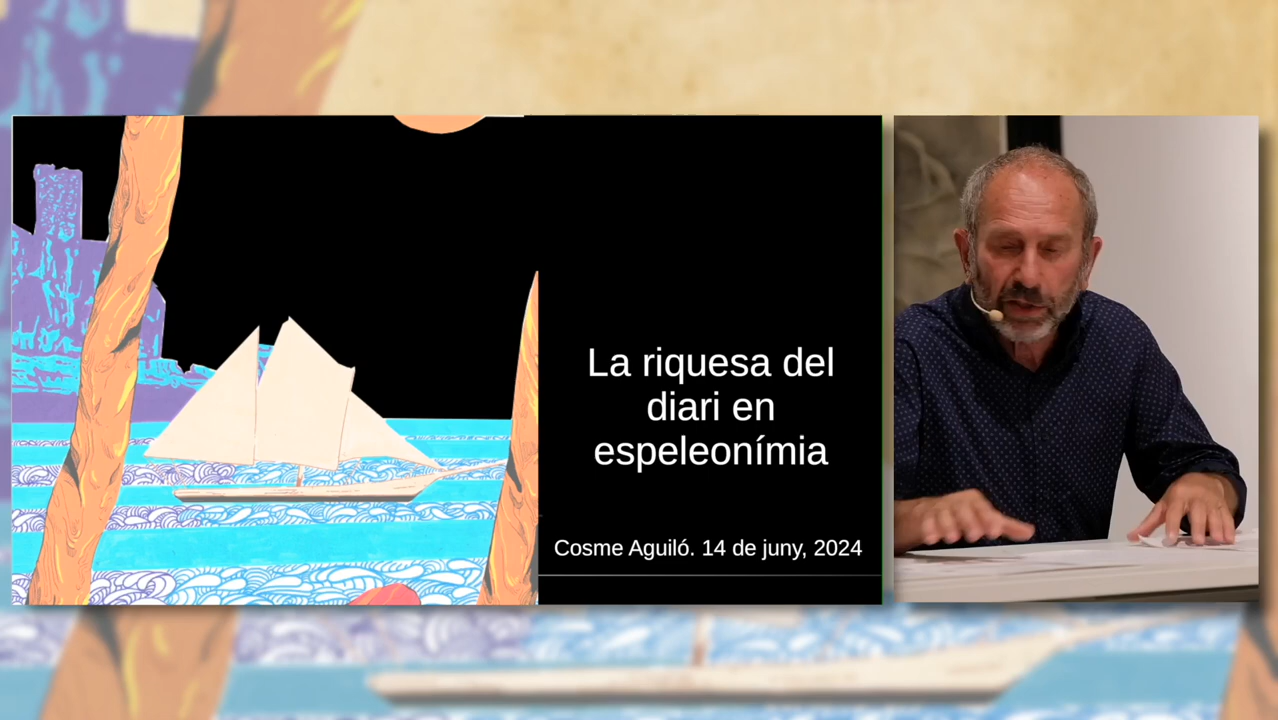 La riquesa del
diari en
espeleonímia
Cosme Aguiló. 14 de juny, 2024